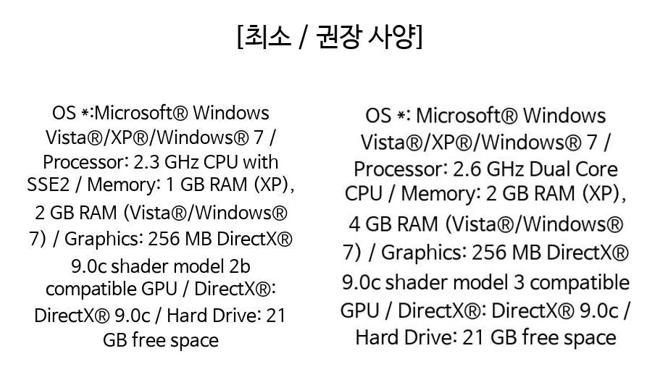 [최소 / 권장 사양]
OS *:Microsoft® Windows
Vista®/XP®/Windows® 7 /
Processor: 2.3 GHz CPU with
SSE2 / Memory: 1 GB RAM (XP),
2 GB RAM (Vista®/Windows®
7) / Graphics: 256 MB DirectX®
9.0c shader model 2b
compatible GPU / DirectX®:
DirectX® 9.0c / Hard Drive: 21
GB free space
OS *: Microsoft® Windows
Vista®/XP®/Windows® 7 /
Processor: 2.6 GHz Dual Core
CPU / Memory: 2 GB RAM (XP),
4 GB RAM (Vista®/Windows®
7) / Graphics: 256 MB DirectX®
9.0c shader model 3 compatible
GPU / DirectX®: DirectX® 9.0c /
Hard Drive: 21 GB free space